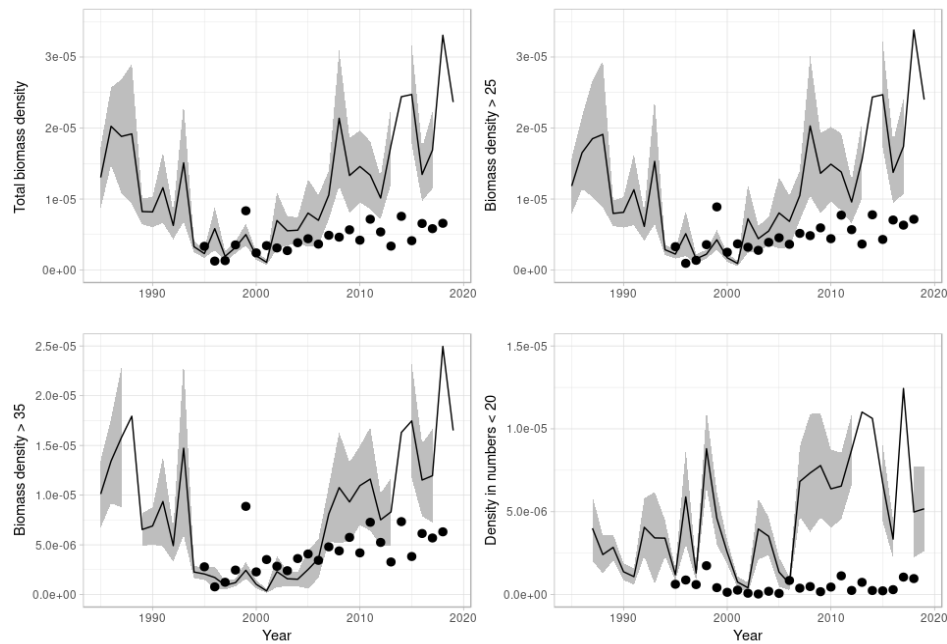 Total biomass density
3e-05
2e-05
1e-05
0e+00
1990
2000
2010
2020
Biomass density > 25
3e-05
2e-05
1e-05
0e+00
1990
2000
2010
2020
Biomass density > 35
2.5e-05
2.0e-05
1.5e-05
1.0e-05
5.0e-06
0.0e+00
1990
2000
2010
2020
Year
Density in numbers < 20
1.5e-05
1.0e-05
5.0e-06
0.0e+00
1990
2000
2010
2020
Year